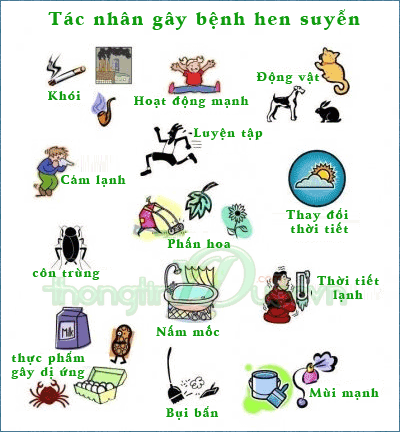 Tác nhân gây bệnh hen suyễn
Khói
Hoạt động mạnh
Động vật
Luyện tập
Cảm lạnh
Thay đổi
thời tiết
Phấn hoa
côn trùng
Thời tiết
lạnh
Nấm mốc
Milk
thực phẩm
gây dị ứng
Bụi bẩn
Mùi mạnh